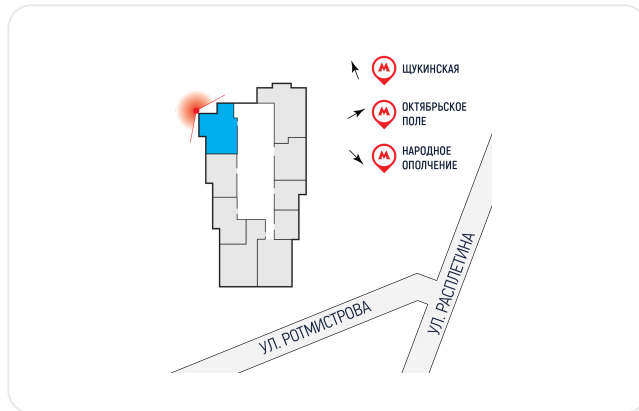 ЩУКИНСКАЯ
ОКТЯБРЬСКОЕ
ПОЛЕ
НАРОДНОЕ
ОПОЛЧЕНИЕ
УЛ. РАСПЛЕТИНА
УЛ. РОТМИСТРОВА